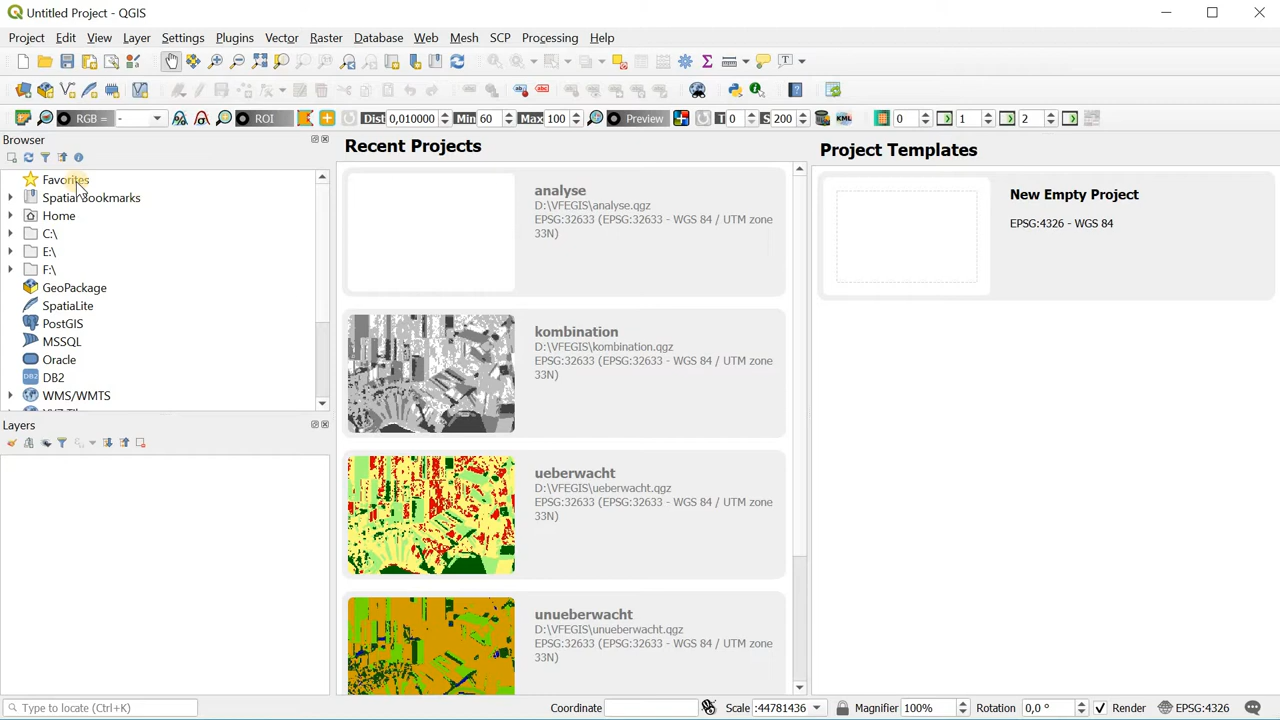 Untitled Project - QGIS
Project Edit View Layer Settings Plugins Vector Raster Database Web Mesh SCP Processing Help
RGB = - ROI Dist 0,010000 Min 60 Max 100 Preview T 0 S 200 0 1 2
Browser
Favorites
Spatial Bookmarks
Home
C:\
E:\
F:\
GeoPackage
SpatiaLite
PostGIS
MSSQL
Oracle
DB2
WMS/WMTS
Layers
Recent Projects
analyse
D:\VFEGIS\analyse.qgz
EPSG:32633 (EPSG:32633 - WGS 84 / UTM zone
33N)
kombination
D:\VFEGIS\kombination.qgz
EPSG:32633 (EPSG:32633 - WGS 84 / UTM zone
33N)
ueberwacht
D:\VFEGIS\ueberwacht.qgz
EPSG:32633 (EPSG:32633 - WGS 84 / UTM zone
33N)
unueberwacht
D:\VFEGIS\unueberwacht.qgz
EPSG:32633 (EPSG:32633 - WGS 84 / UTM zone
33N)
Project Templates
New Empty Project
EPSG:4326 - WGS 84
Type to locate (Ctrl+K) Coordinate Scale :44781436 Magnifier 100% Rotation 0,0 ° Render EPSG:4326